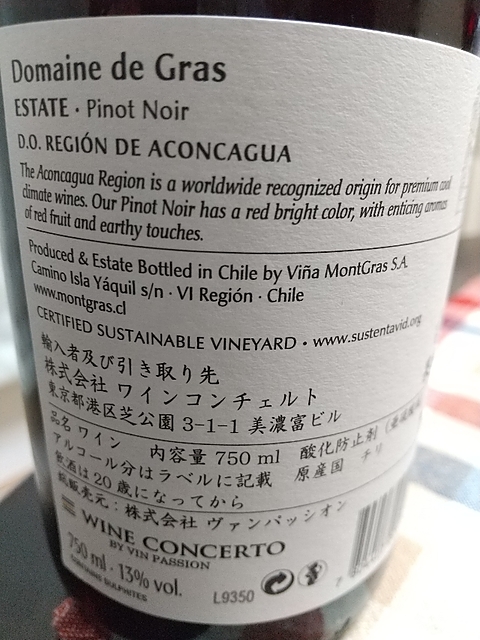 Domaine de Gras
ESTATE · Pinot Noir
D.O. REGIÓN DE ACONCAGUA
The Aconcagua Region is a worldwide recognized origin for premium cool
climate wines. Our Pinot Noir has a red bright color, with enticing aromas
of red fruit and earthy touches.
Produced & Estate Bottled in Chile by Viña MontGras S.A.
Camino Isla Yáquil s/n · VI Región · Chile
www.montgras.cl
CERTIFIED SUSTAINABLE VINEYARD • www.sustentavid.org
輸入者及び引き取り先
株式会社 ワインコンチェルト
東京都港区芝公園 3-1-1 美濃富ビル
品名 ワイン 内容量 750 ml 酸化防止剤
アルコール分はラベルに記載 原産国 チリ
飲酒は20歳になってから
総販売元：株式会社 ヴァンパッシオン
WINE CONCERTO
BY VIN PASSION
750 ml · 13% vol.
CONTAINS SULPHITES
L9350
7